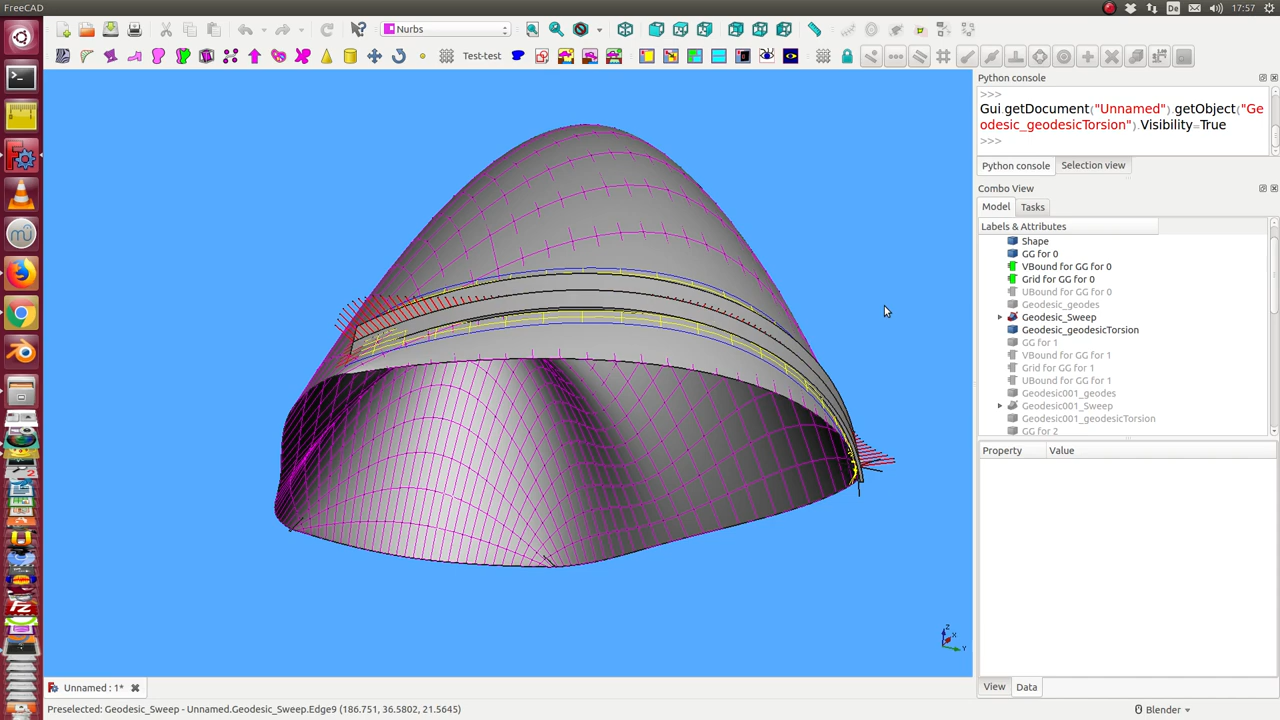 FreeCAD
De
17:57
Nurbs
Test-test
Python console
>>>
Gui.getDocument("Unnamed").getObject("Ge
odesic_geodesicTorsion").Visibility=True
>>>
Python console
Selection view
Combo View
Model
Tasks
Labels & Attributes
Shape
GG for 0
VBound for GG for 0
Grid for GG for 0
UBound for GG for 0
Geodesic_geodes
Geodesic_Sweep
Geodesic_geodesicTorsion
GG for 1
VBound for GG for 1
Grid for GG for 1
UBound for GG for 1
Geodesic001_geodes
Geodesic001_Sweep
Geodesic001_geodesicTorsion
GG for 2
Property
Value
Z
X
Y
View
Data
Unnamed : 1*
Preselected: Geodesic_Sweep - Unnamed.Geodesic_Sweep.Edge9 (186.751, 36.5802, 21.5645)
Blender